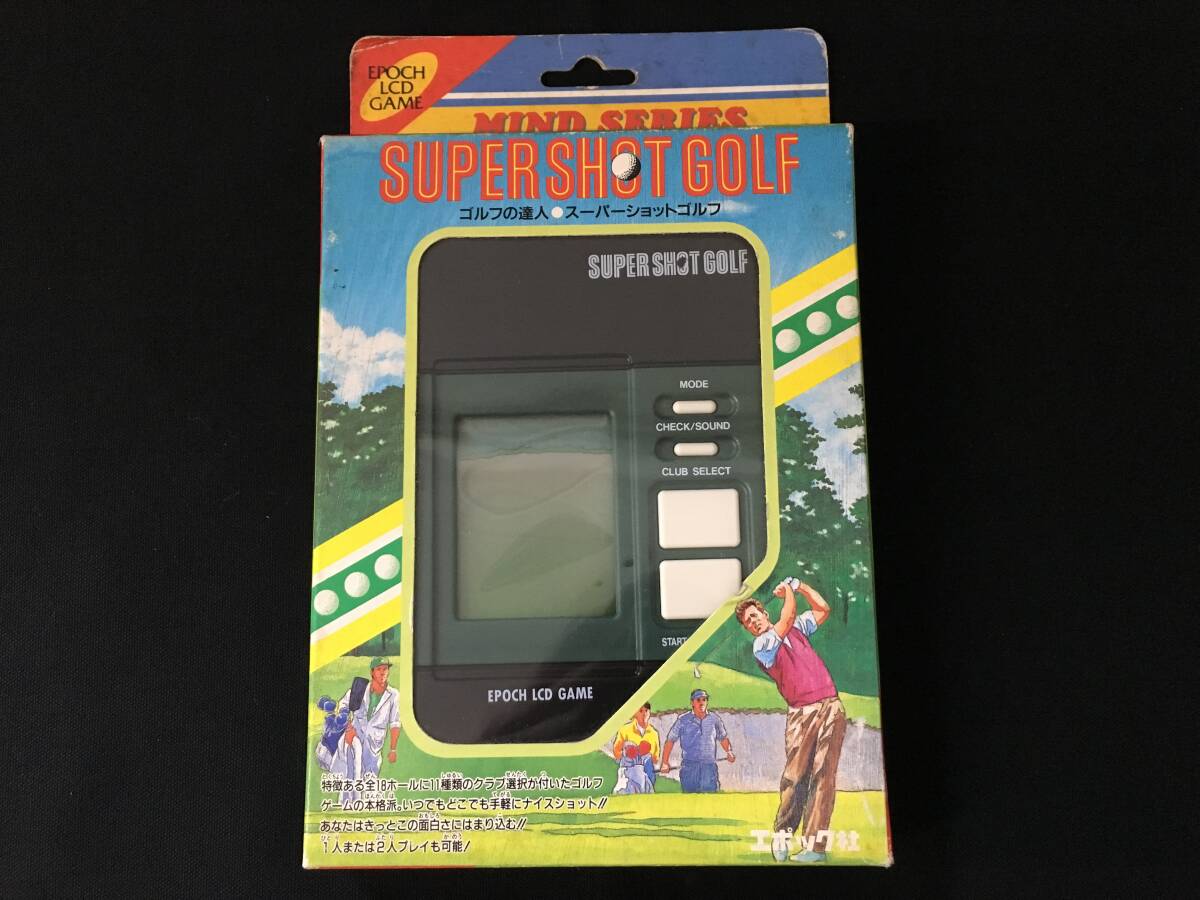 EPOCH
LCD
GAME
MIND SERIES
SUPER SHOT GOLF
ゴルフの達人●スーパーショットゴルフ
SUPER SHOT GOLF
MODE
CHECK/SOUND
CLUB SELECT
START
EPOCH LCD GAME
特徴ある全18ホールに11種類のクラブ選択が付いたゴルフ
ゲームの本格派。いつでもどこでも手軽にナイスショット!!
あなたはきっとこの面白さにはまり込む!!
1人または2人プレイも可能!
エポック社